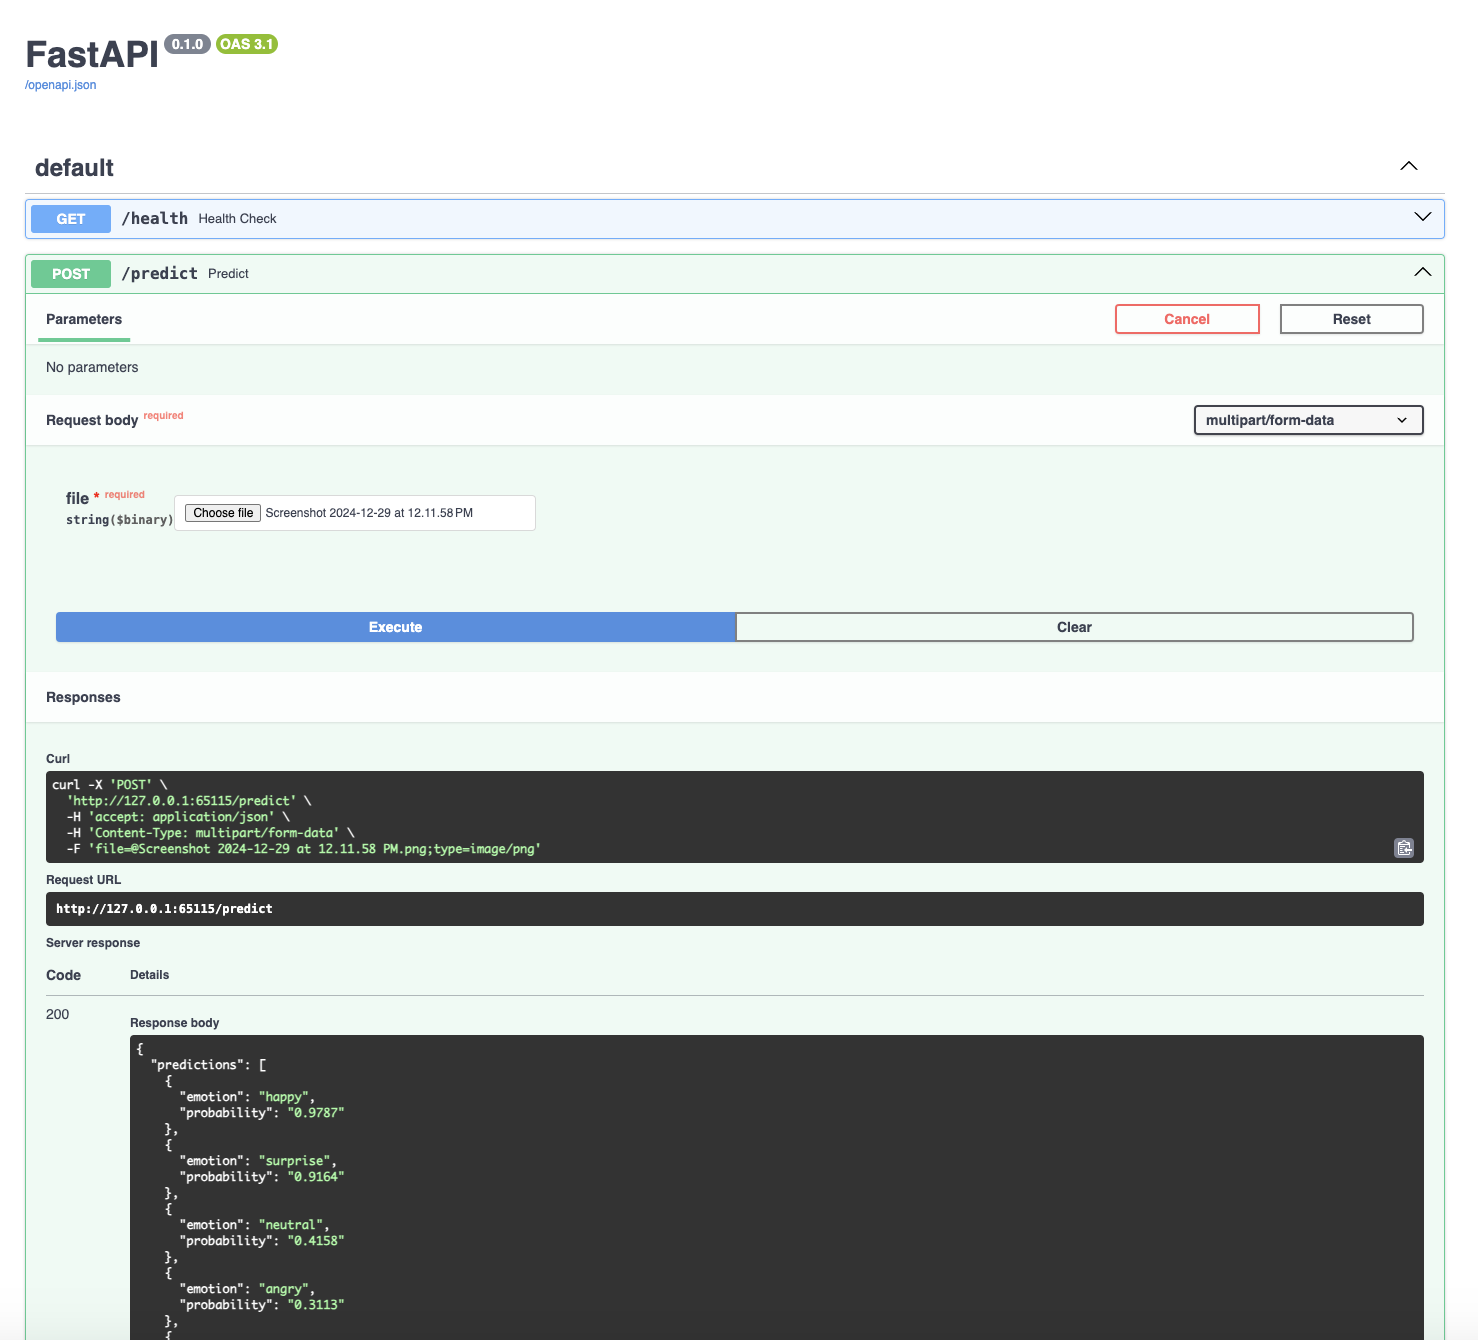 FastAPI 0.1.0 OAS 3.1
/openapi.json
default
GET /health Health Check
POST /predict Predict
Parameters Cancel Reset
No parameters
Request body required multipart/form-data
file * required
string($binary) Choose file Screenshot 2024-12-29 at 12.11.58 PM
Execute Clear
Responses
Curl
curl -X 'POST' \
  'http://127.0.0.1:65115/predict' \
  -H 'accept: application/json' \
  -H 'Content-Type: multipart/form-data' \
  -F 'file=@Screenshot 2024-12-29 at 12.11.58 PM.png;type=image/png'
Request URL
http://127.0.0.1:65115/predict
Server response
Code Details
200
Response body
{
  "predictions": [
    {
      "emotion": "happy",
      "probability": "0.9787"
    },
    {
      "emotion": "surprise",
      "probability": "0.9164"
    },
    {
      "emotion": "neutral",
      "probability": "0.4158"
    },
    {
      "emotion": "angry",
      "probability": "0.3113"
    },
    {